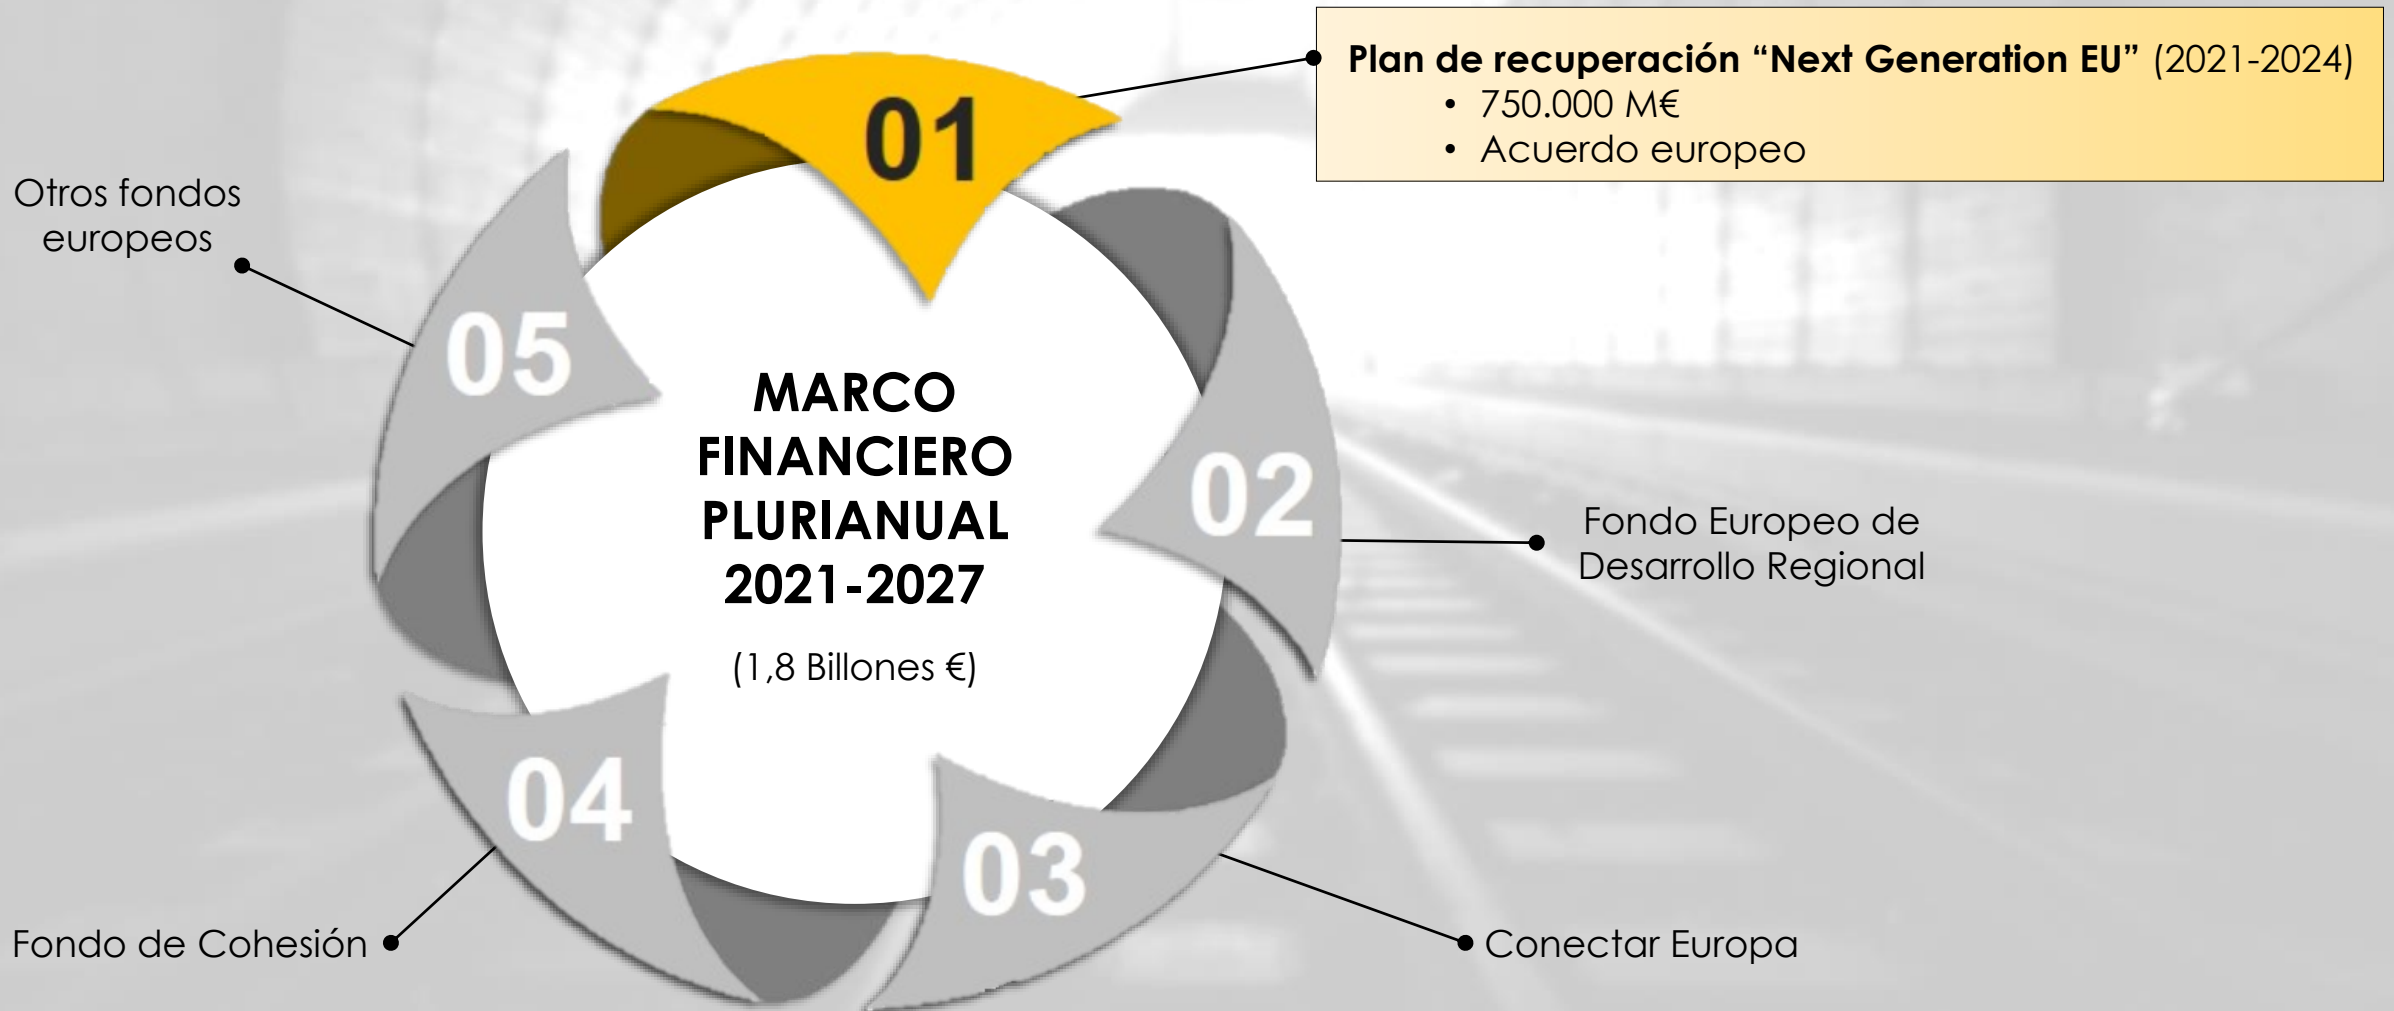 Plan de recuperación “Next Generation EU” (2021-2024)
• 750.000 M€
• Acuerdo europeo
01
Otros fondos
europeos
05
MARCO
FINANCIERO
PLURIANUAL
2021-2027
(1,8 Billones €)
02
Fondo Europeo de
Desarrollo Regional
04
03
Fondo de Cohesión
Conectar Europa